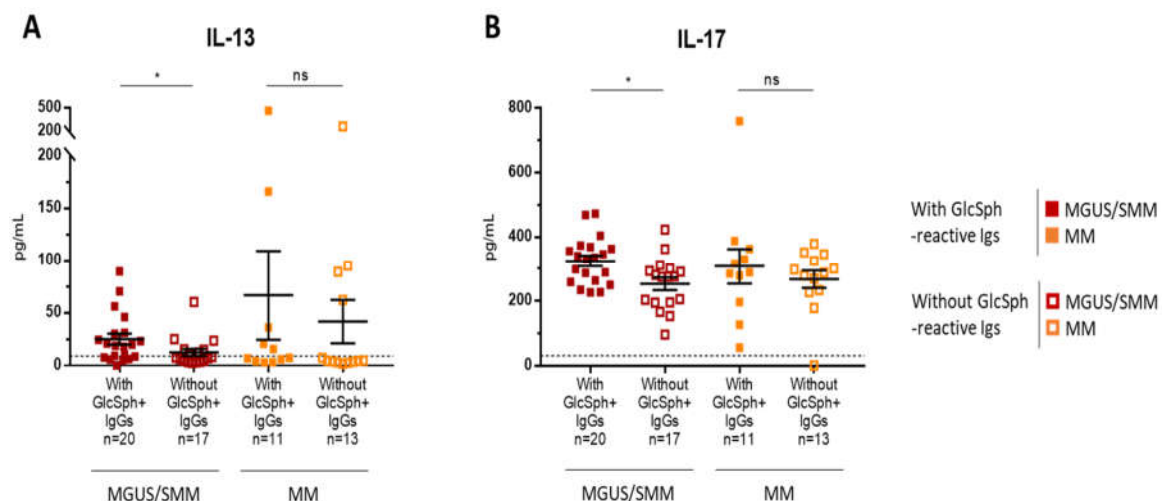 A
IL-13
*
ns
500
200
200
150
100
50
0
pg/mL
With
GlcSph+
IgGs
n=20
Without
GlcSph+
IgGs
n=17
With
GlcSph+
IgGs
n=11
Without
GlcSph+
IgGs
n=13
MGUS/SMM
MM
B
IL-17
*
ns
800
600
400
200
0
pg/mL
With
GlcSph+
IgGs
n=20
Without
GlcSph+
IgGs
n=17
With
GlcSph+
IgGs
n=11
Without
GlcSph+
IgGs
n=13
MGUS/SMM
MM
With GlcSph
-reactive Igs
MGUS/SMM
MM
Without GlcSph
-reactive Igs
MGUS/SMM
MM